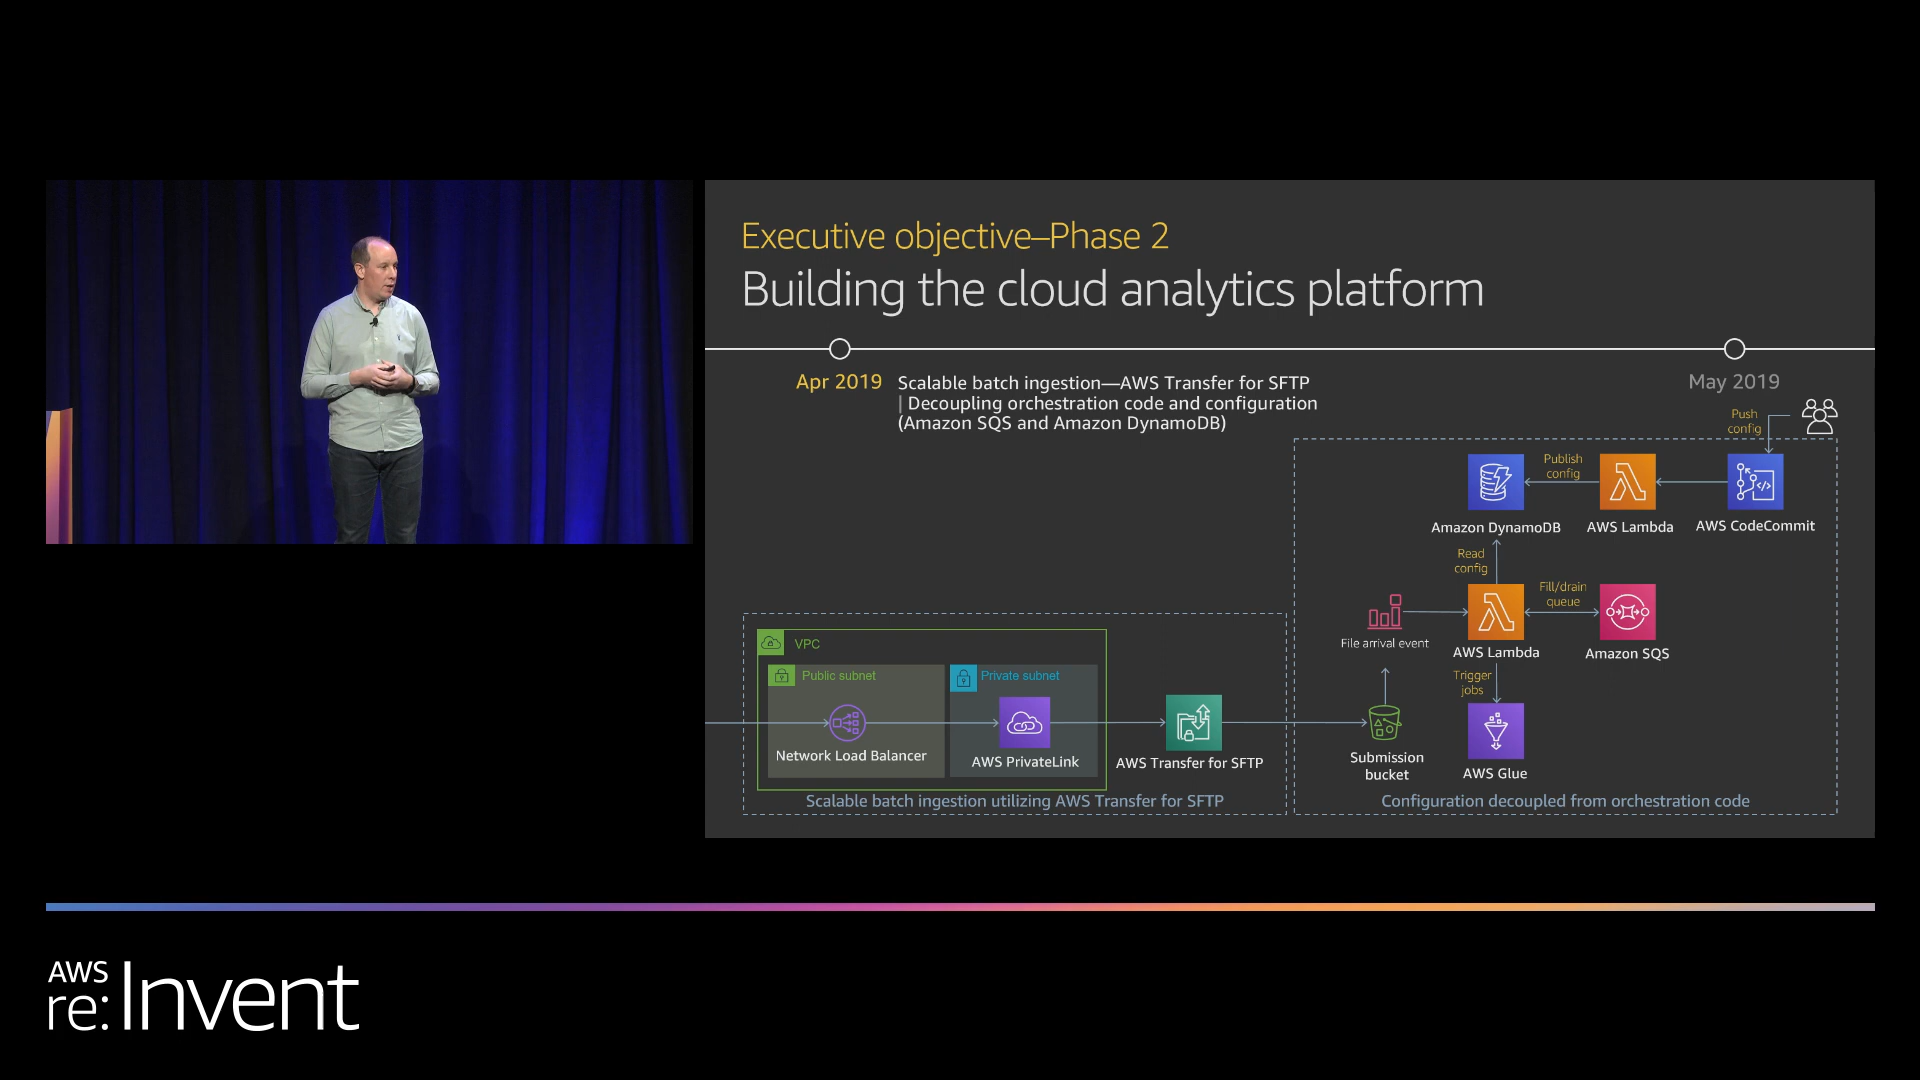 Executive objective–Phase 2
Building the cloud analytics platform
Apr 2019
Scalable batch ingestion—AWS Transfer for SFTP
| Decoupling orchestration code and configuration
(Amazon SQS and Amazon DynamoDB)
May 2019
Push
config
Publish
config
Amazon DynamoDB
AWS Lambda
AWS CodeCommit
Read
config
Fill/drain
queue
File arrival event
AWS Lambda
Amazon SQS
Trigger
jobs
VPC
Public subnet
Private subnet
Network Load Balancer
AWS PrivateLink
AWS Transfer for SFTP
Submission
bucket
AWS Glue
Scalable batch ingestion utilizing AWS Transfer for SFTP
Configuration decoupled from orchestration code
AWS
re:Invent